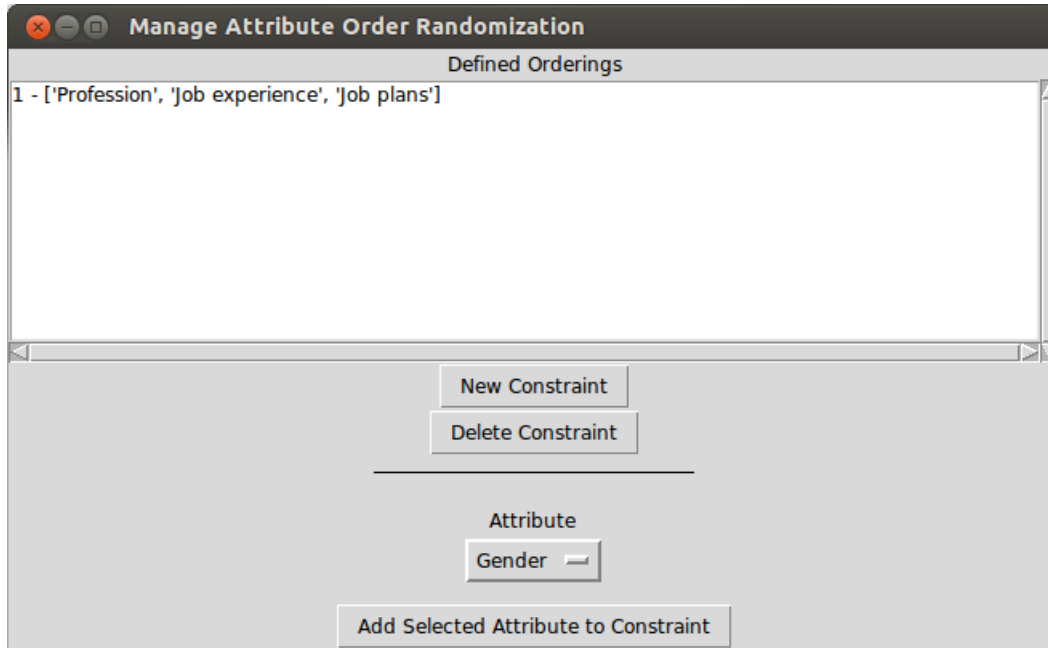 Manage Attribute Order Randomization
Defined Orderings
1 - ['Profession', 'Job experience', 'Job plans']
New Constraint
Delete Constraint
Attribute
Gender
Add Selected Attribute to Constraint